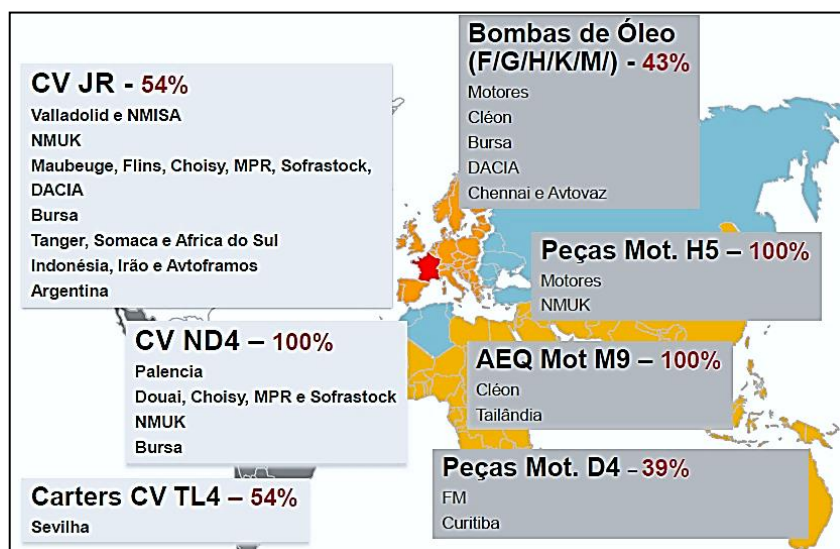 CV JR - 54%
Valladolid e NMISA
NMUK
Maubeuge, Flins, Choisy, MPR, Sofrastock,
DACIA
Bursa
Tanger, Somaca e Africa do Sul
Indonésia, Irão e Avtoframos
Argentina
CV ND4 – 100%
Palencia
Douai, Choisy, MPR e Sofrastock
NMUK
Bursa
Carters CV TL4 – 54%
Sevilha
Bombas de Óleo
(F/G/H/K/M/) - 43%
Motores
Cléon
Bursa
DACIA
Chennai e Avtovaz
Peças Mot. H5 – 100%
Motores
NMUK
AEQ Mot M9 – 100%
Cléon
Tailândia
Peças Mot. D4 – 39%
FM
Curitiba